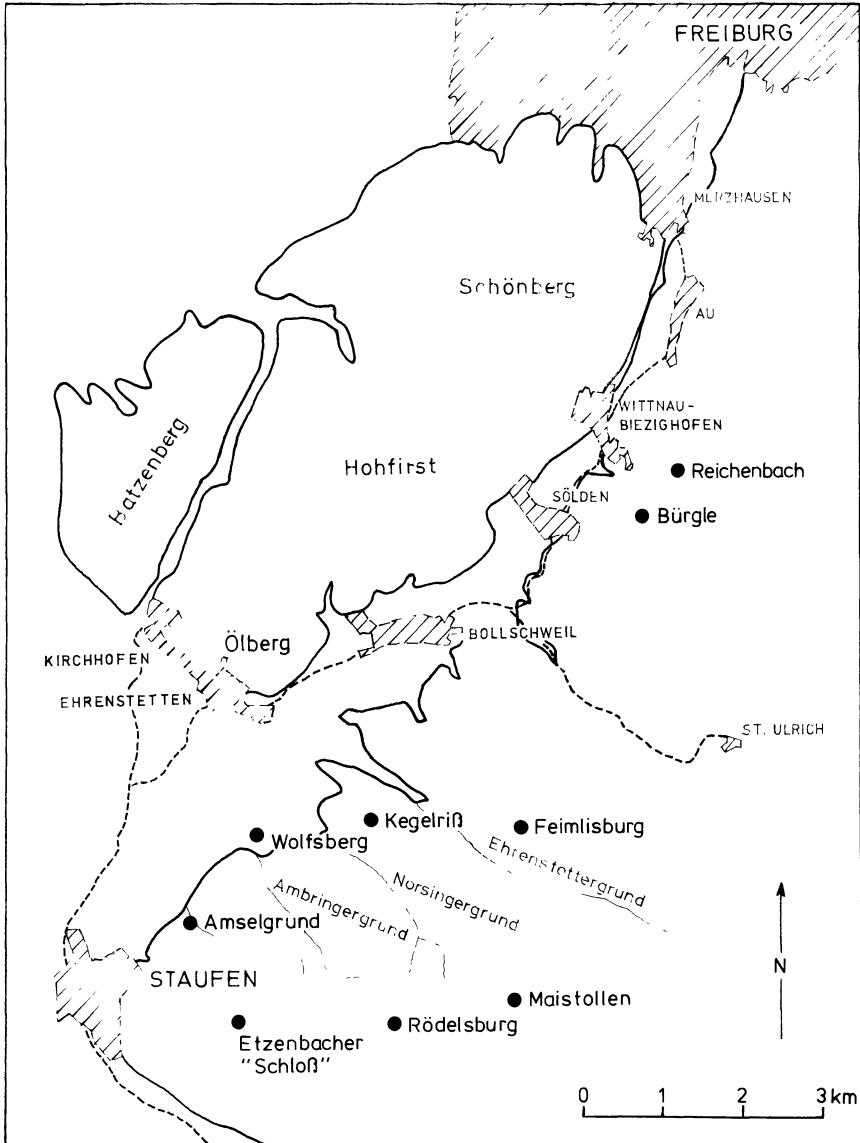 FREIBURG
MERZHAUSEN
Schönberg
AU
WITTNAU-
BIEZIGHOFEN
Batzenberg
Hohfirst
Reichenbach
SÖLDEN
Bürgle
Ölberg
BOLLSCHWEIL
KIRCHHOFEN
EHRENSTETTEN
ST. ULRICH
Kegelriß
Feimlisburg
Wolfsberg
Ehrenstettergrund
Norsingergrund
Ambringergrund
Amselgrund
STAUFEN
N
Maistollen
Rödelsburg
Etzenbacher
"Schloß"
0 1 2 3 km